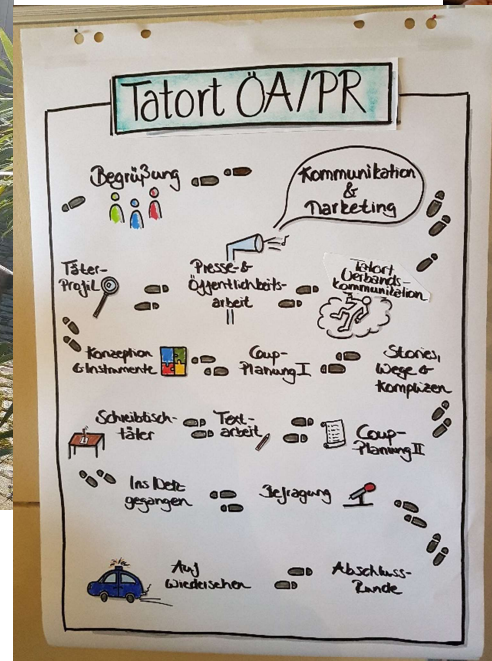 Tatort ÖA/PR
Begrüßung
Kommunikation
&
Marketing
Täter-
Profil
Presse- &
Öffentlichkeits-
arbeit
Tatort
Verbands-
kommunikation
Konzeption
& Instrumente
Coup-
Planung I
Stories,
Wege &
Komplizen
Schreibtisch-
täter
Text-
arbeit
Coup-
Planung II
Ins Netz
gegangen
Befragung
Auf
Wiedersehen
Abschluss-
Runde